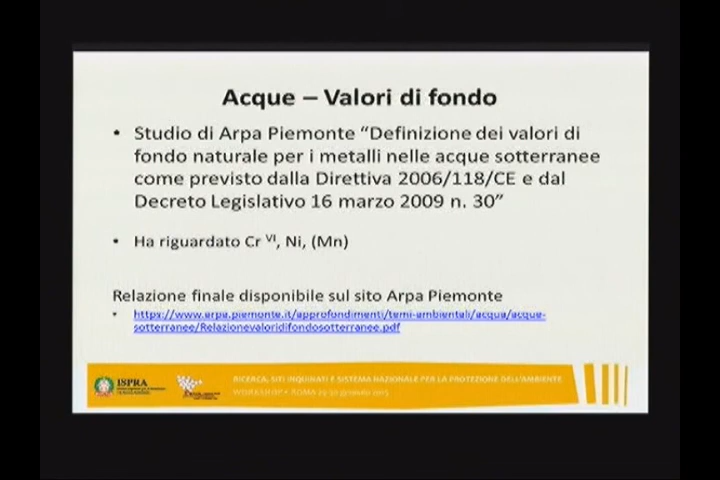 Acque – Valori di fondo
• Studio di Arpa Piemonte “Definizione dei valori di
fondo naturale per i metalli nelle acque sotterranee
come previsto dalla Direttiva 2006/118/CE e dal
Decreto Legislativo 16 marzo 2009 n. 30”
• Ha riguardato Cr VI, Ni, (Mn)
Relazione finale disponibile sul sito Arpa Piemonte
• https://www.arpa.piemonte.it/approfondimenti/temi-ambientali/acqua/acque-
sotterranee/Relazionevaloridifondosotterranee.pdf
ISPRA
RICERCA, SITI INQUINATI E SISTEMA NAZIONALE PER LA PROTEZIONE DELL'AMBIENTE
WORKSHOP • ROMA